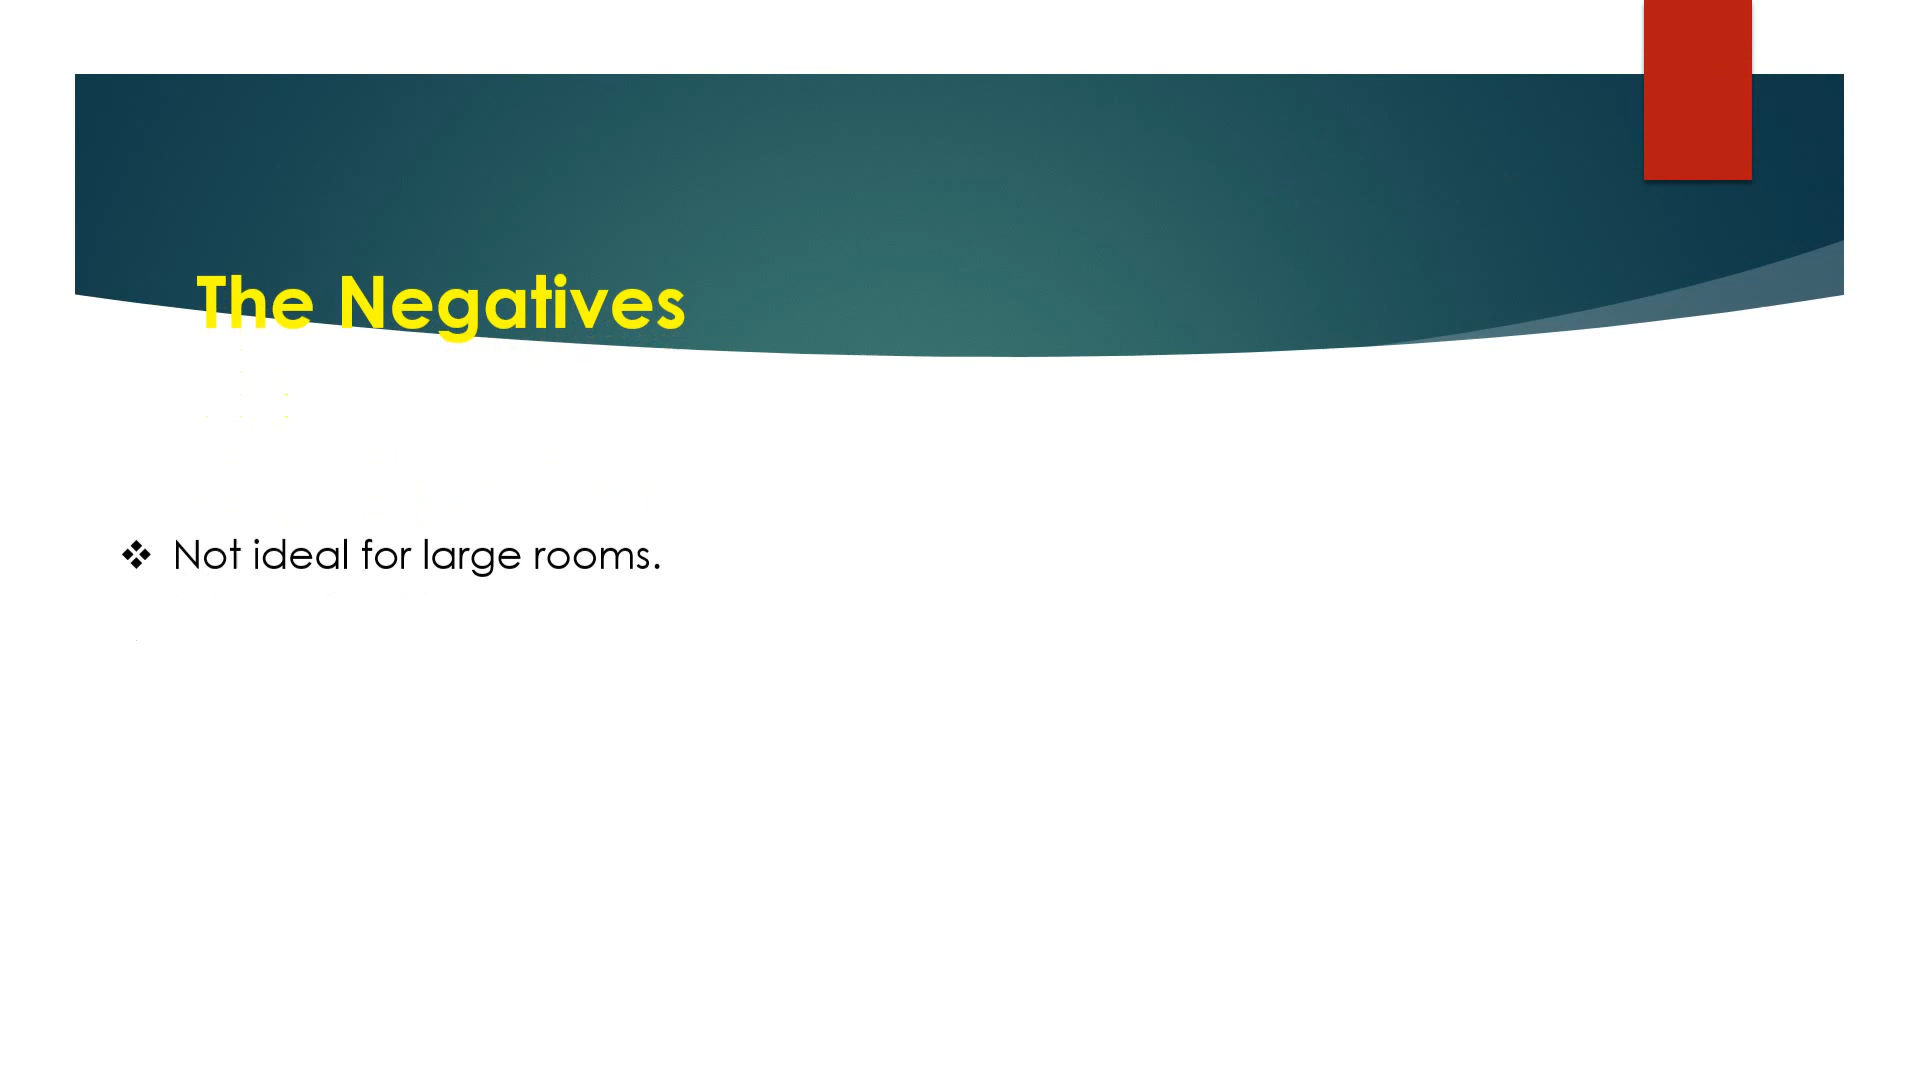 The Negatives
❖ Not ideal for large rooms.